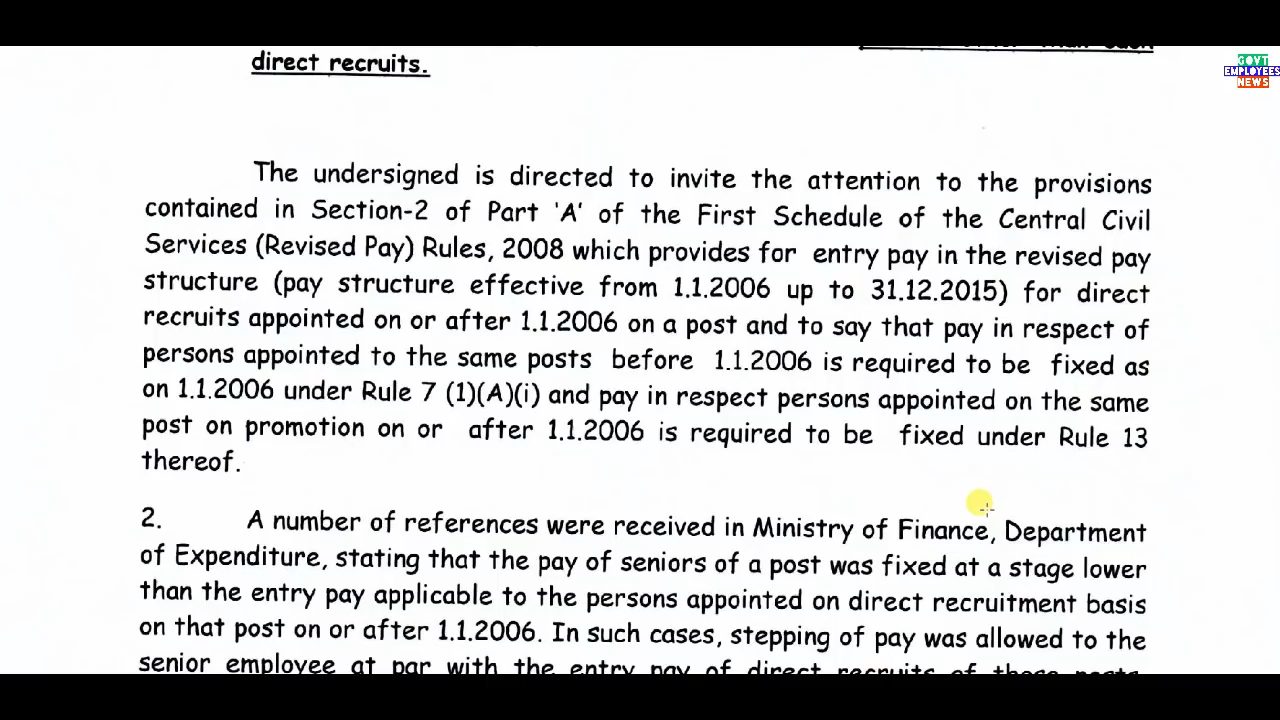 direct recruits.
GOVT
EMPLOYEES
NEWS
The undersigned is directed to invite the attention to the provisions
contained in Section-2 of Part 'A' of the First Schedule of the Central Civil
Services (Revised Pay) Rules, 2008 which provides for entry pay in the revised pay
structure (pay structure effective from 1.1.2006 up to 31.12.2015) for direct
recruits appointed on or after 1.1.2006 on a post and to say that pay in respect of
persons appointed to the same posts before 1.1.2006 is required to be fixed as
on 1.1.2006 under Rule 7 (1)(A)(i) and pay in respect persons appointed on the same
post on promotion on or after 1.1.2006 is required to be fixed under Rule 13
thereof.
2. A number of references were received in Ministry of Finance, Department
of Expenditure, stating that the pay of seniors of a post was fixed at a stage lower
than the entry pay applicable to the persons appointed on direct recruitment basis
on that post on or after 1.1.2006. In such cases, stepping of pay was allowed to the
senior employee at par with the entry pay of direct recruits of those posts,